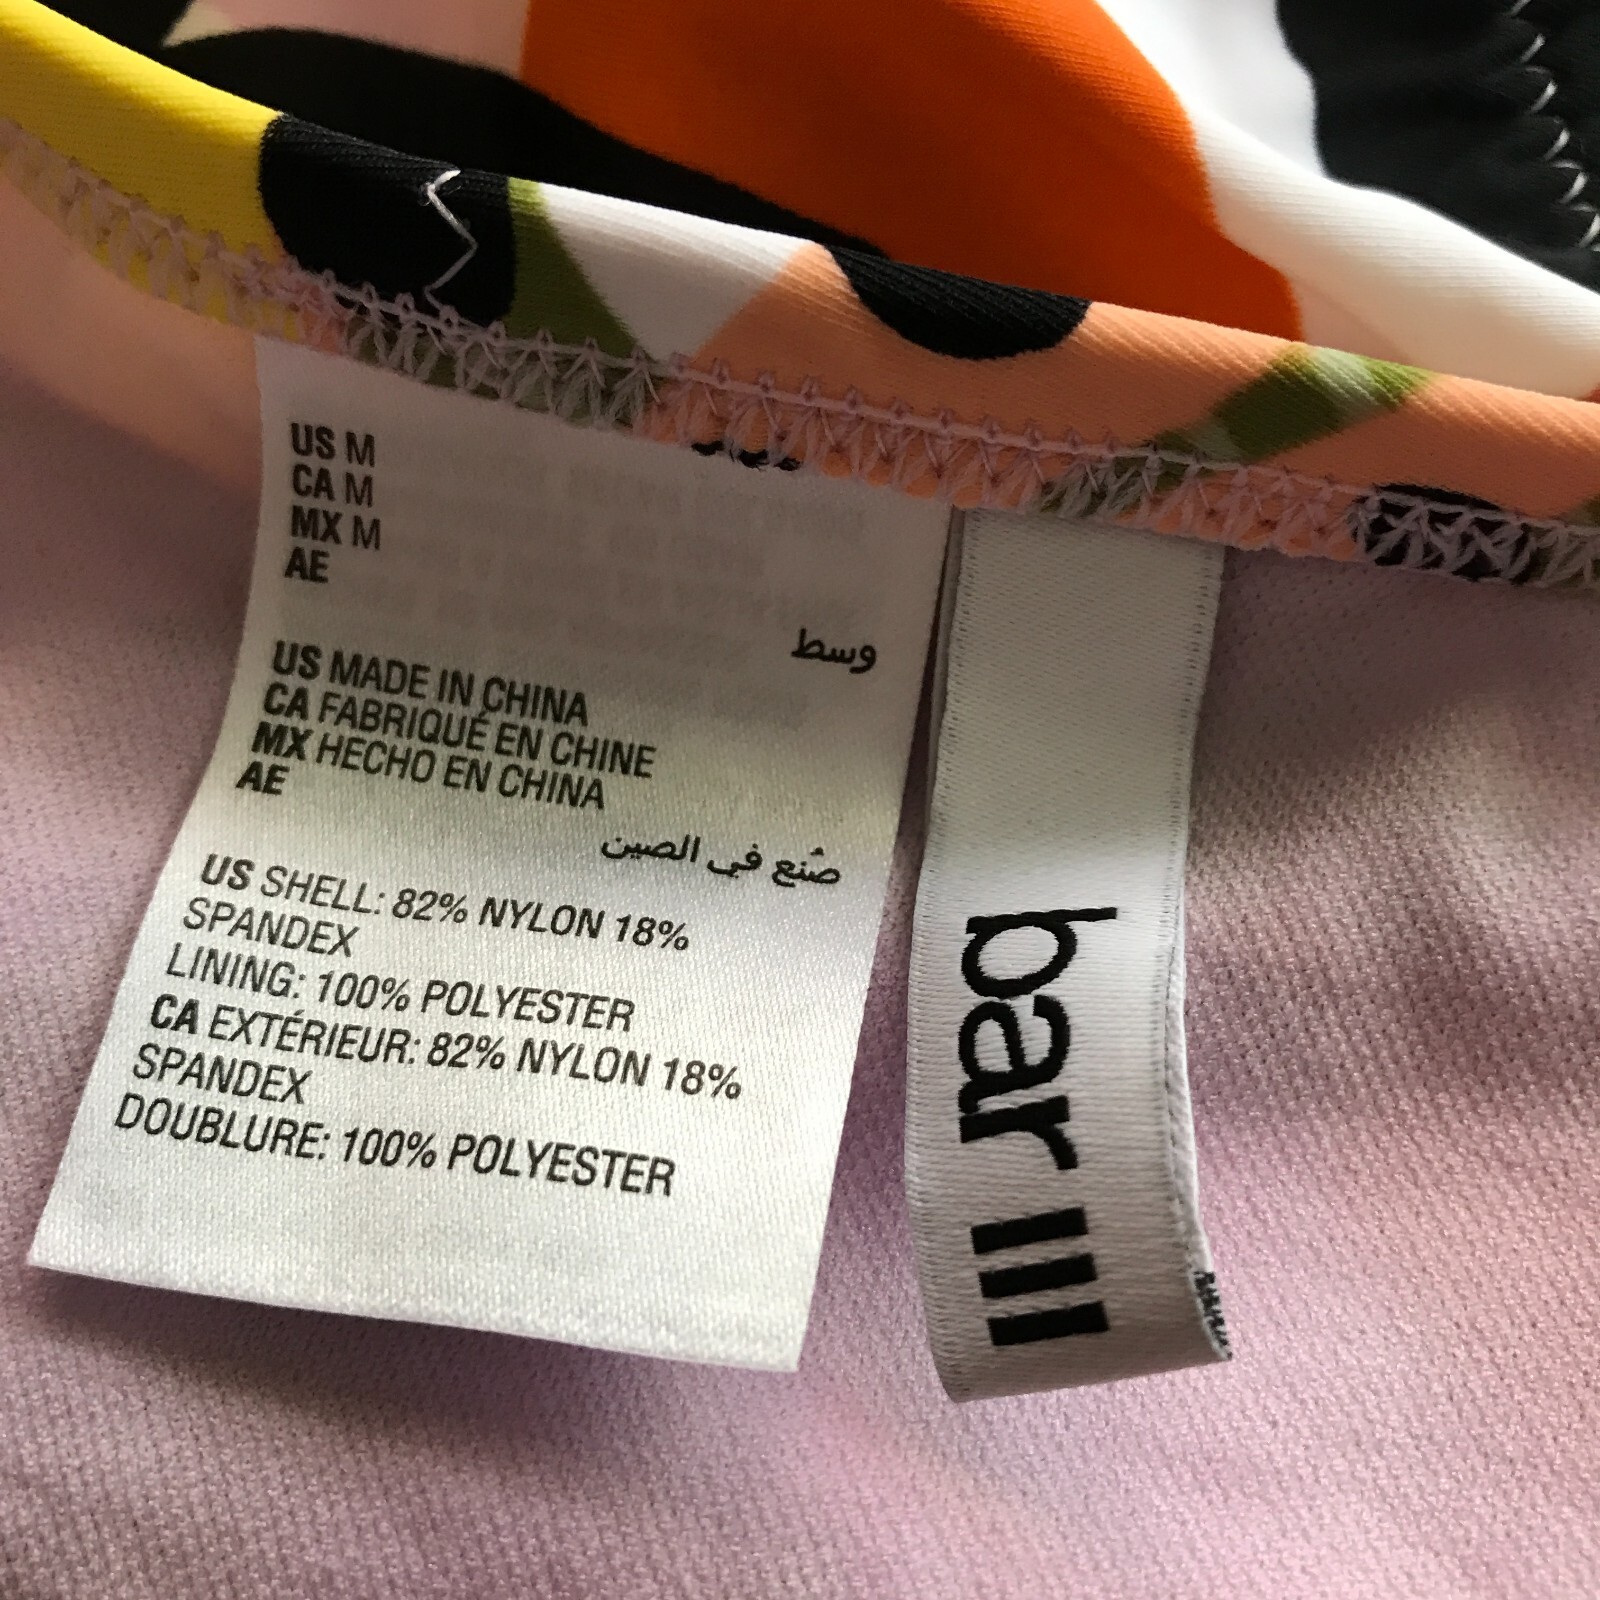 US M
CA M
MX M
AE
وسط
US MADE IN CHINA
CA FABRIQUÉ EN CHINE
MX HECHO EN CHINA
AE
صُنع في الصين
US SHELL: 82% NYLON 18%
SPANDEX
LINING: 100% POLYESTER
CA EXTÉRIEUR: 82% NYLON 18%
SPANDEX
DOUBLURE: 100% POLYESTER
bar III